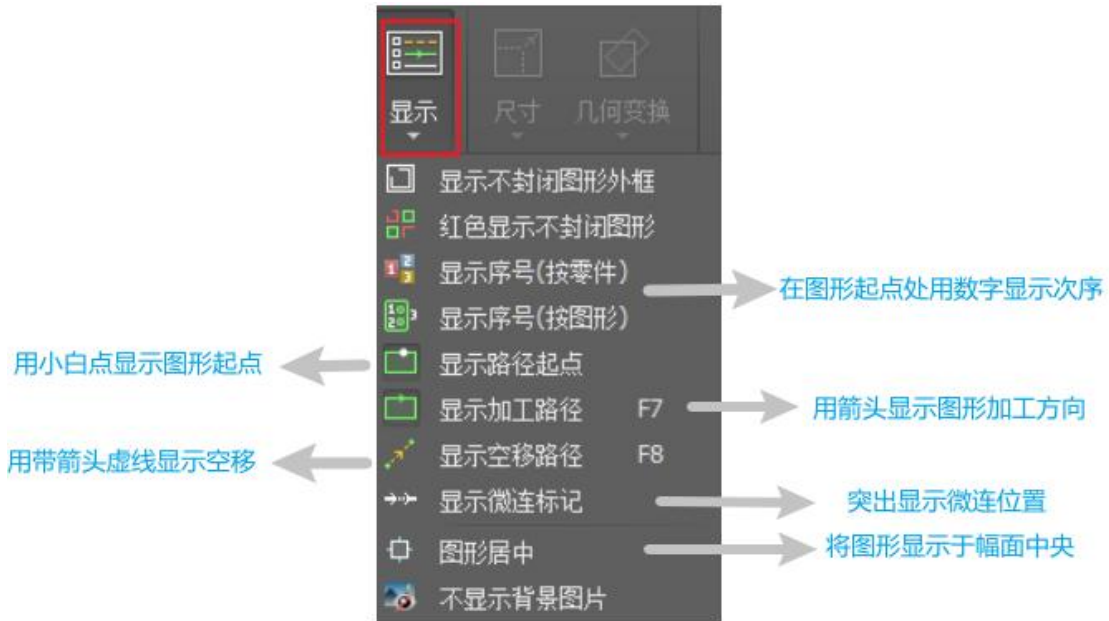 显示
尺寸
几何变换
显示不封闭图形外框
红色显示不封闭图形
显示序号(按零件)
在图形起点处用数字显示次序
显示序号(按图形)
用小白点显示图形起点
显示路径起点
显示加工路径 F7
用箭头显示图形加工方向
用带箭头虚线显示空移
显示空移路径 F8
显示微连标记
突出显示微连位置
图形居中
将图形显示于幅面中央
不显示背景图片